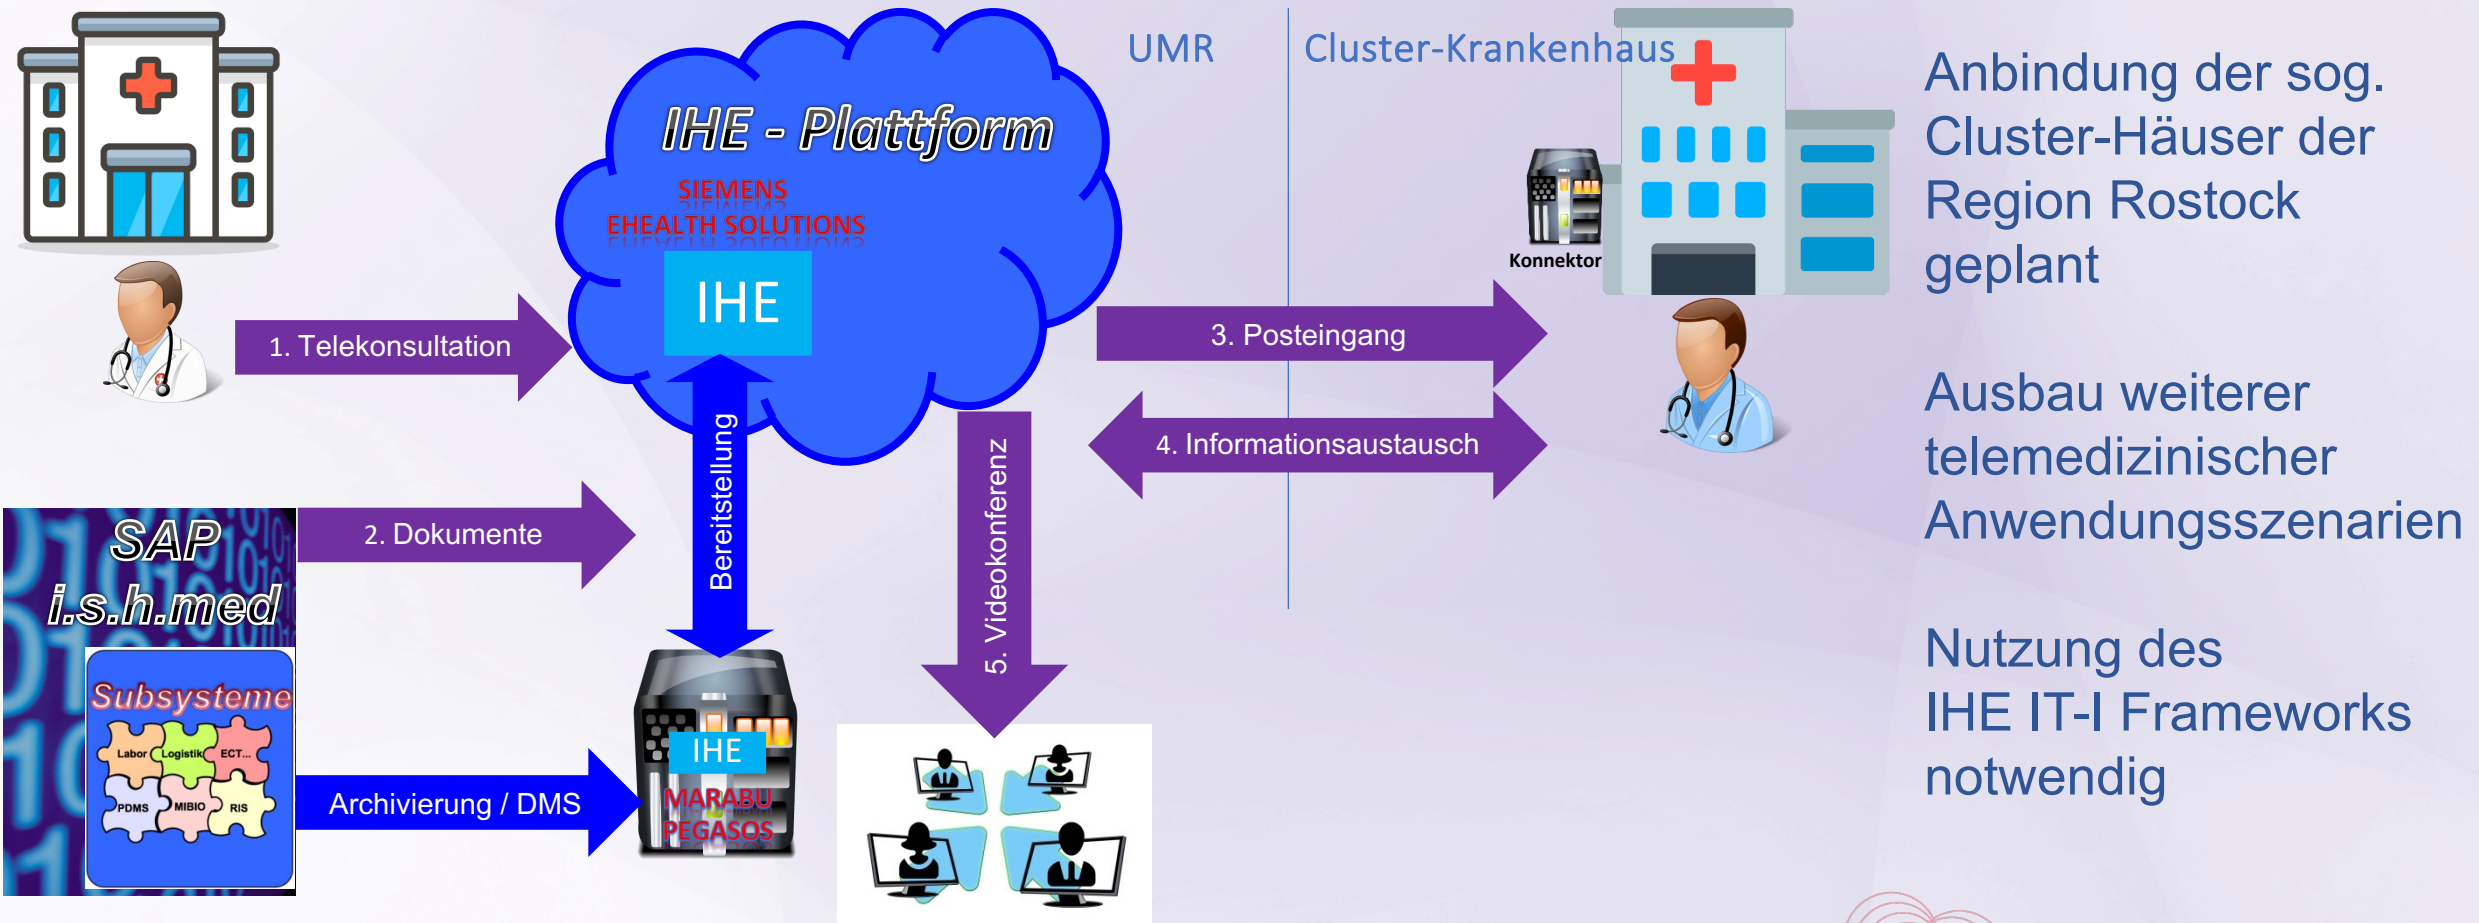 UMR
Cluster-Krankenhaus
IHE - Plattform
SIEMENS
EHEALTH SOLUTIONS
IHE
Konnektor
1. Telekonsultation
3. Posteingang
4. Informationsaustausch
2. Dokumente
Bereitstellung
5. Videokonferenz
SAP
i.s.h.med
Subsysteme
Labor
Logistik
ECT...
PDMS
MIBIO
RIS
Archivierung / DMS
IHE
MARABU
PEGASOS
Anbindung der sog.
Cluster-Häuser der
Region Rostock
geplant
Ausbau weiterer
telemedizinischer
Anwendungsszenarien
Nutzung des
IHE IT-I Frameworks
notwendig